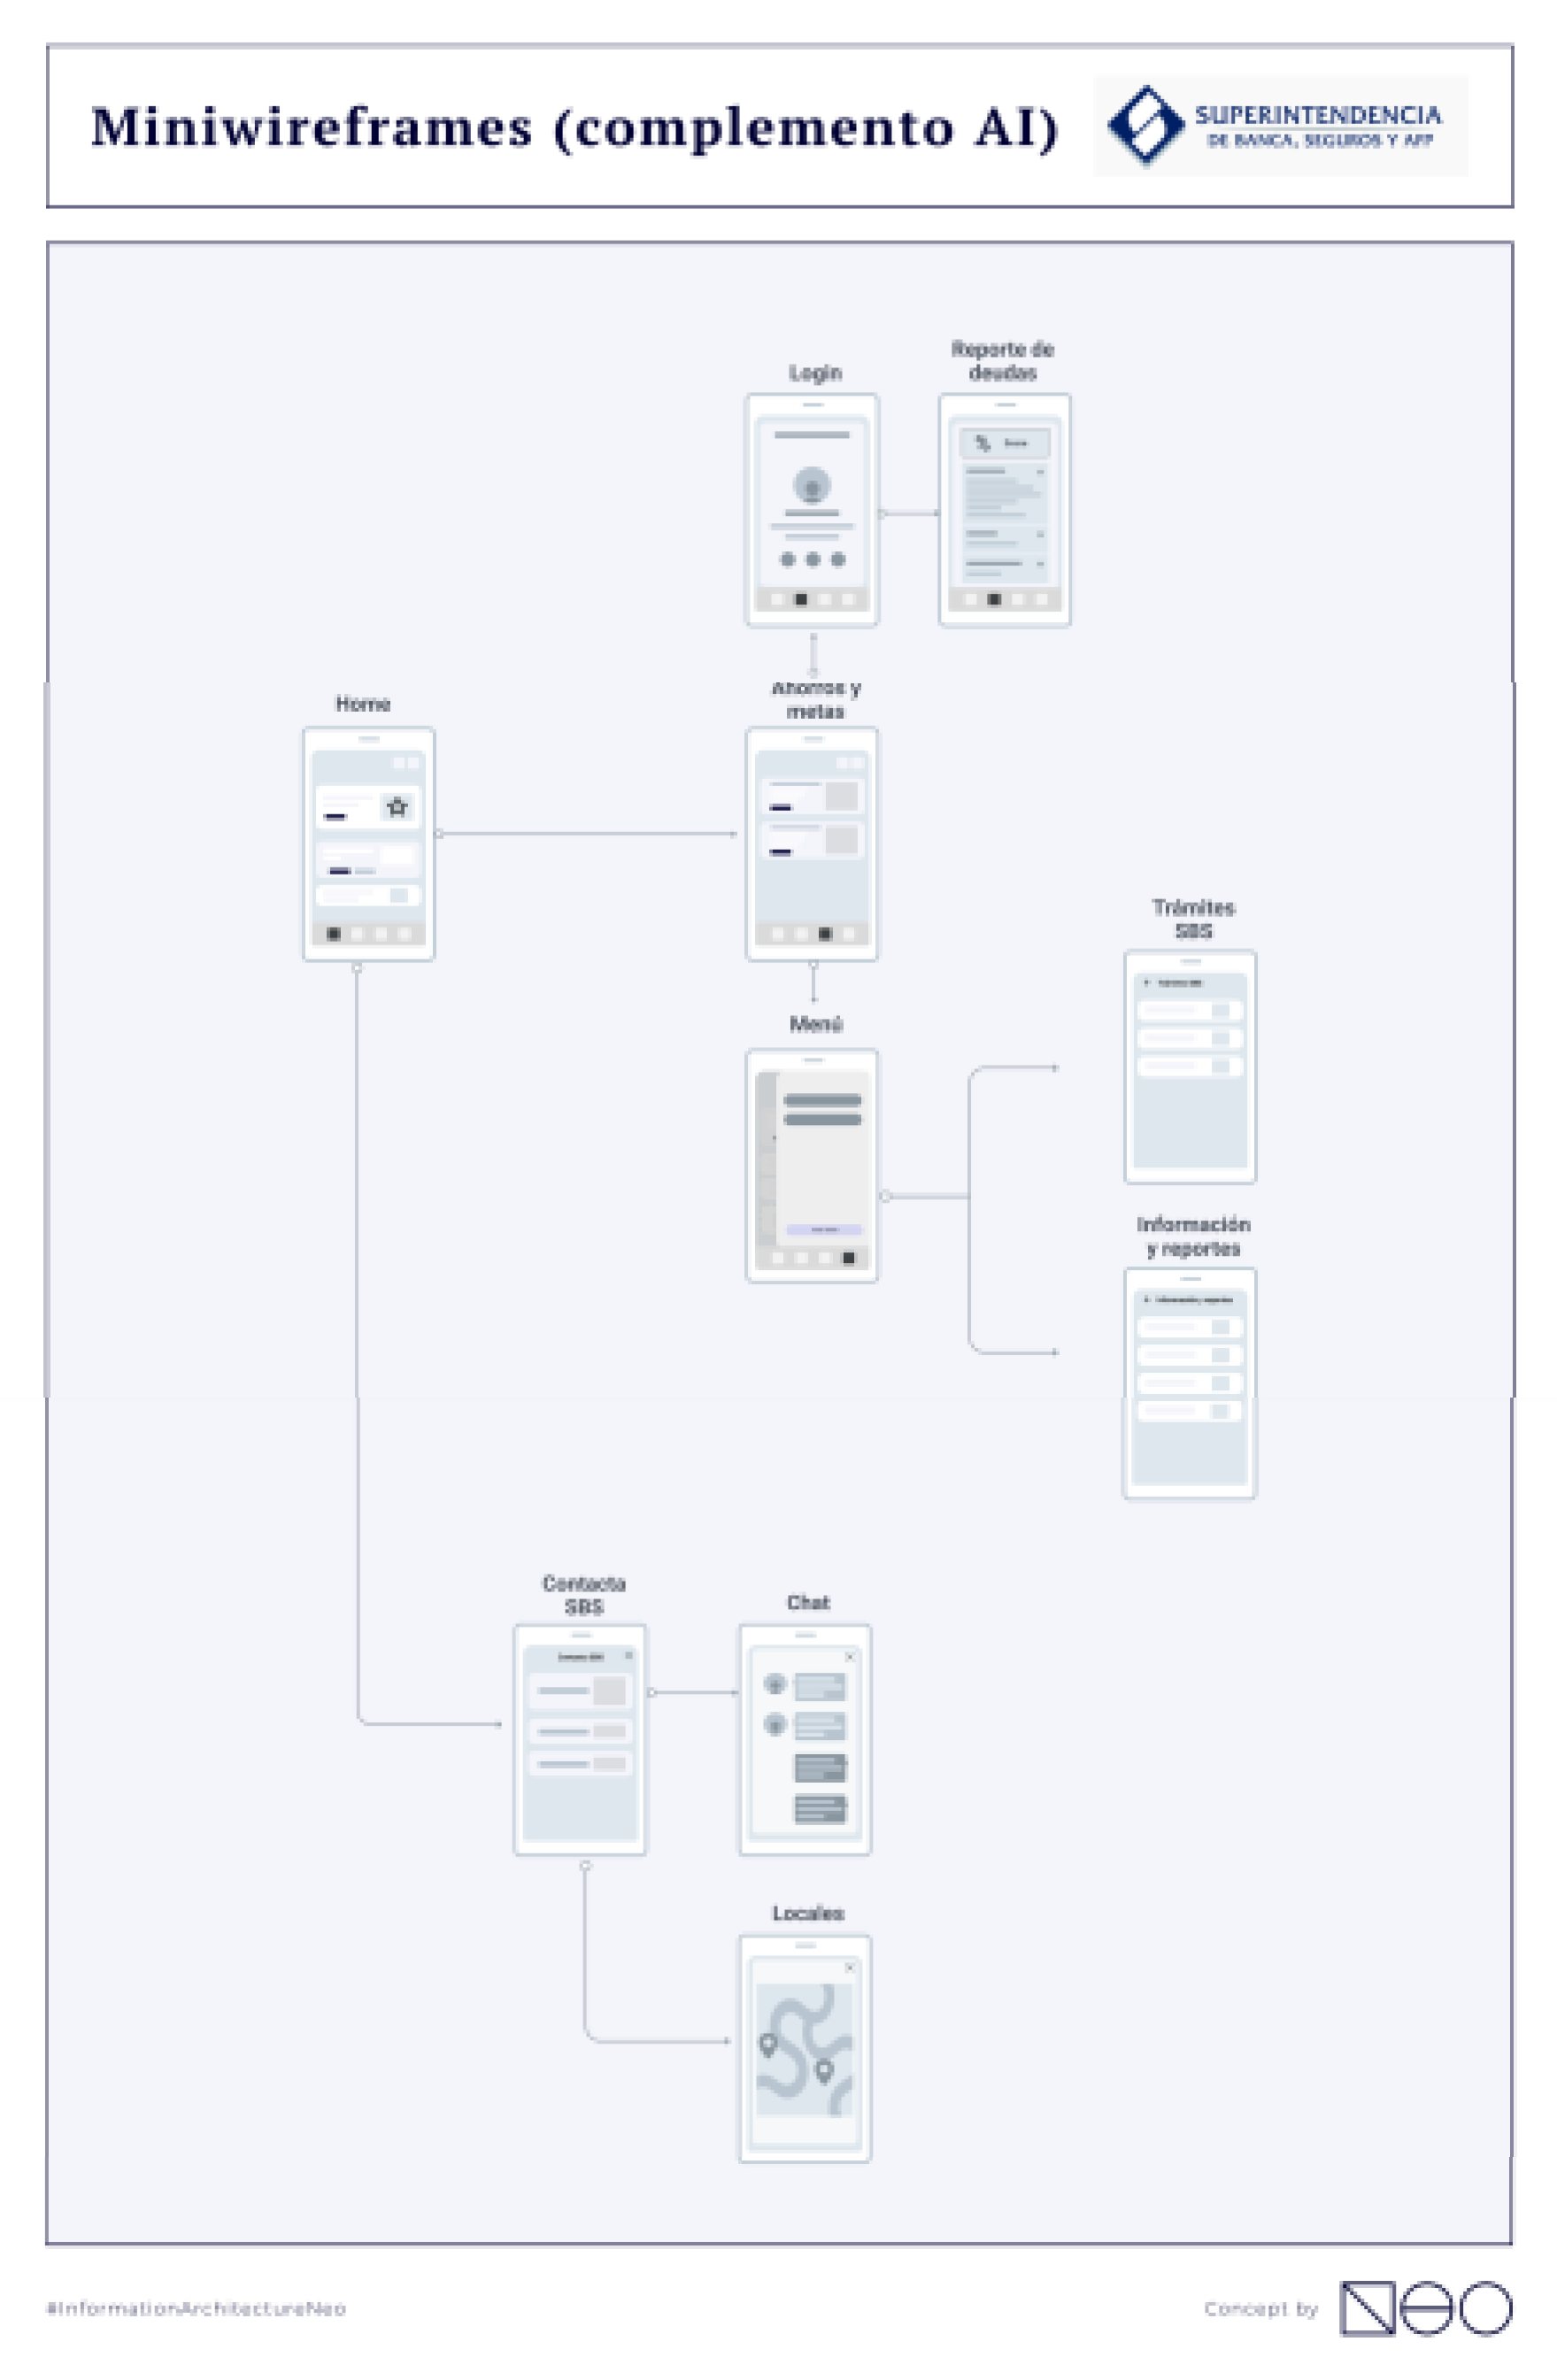 Miniwireframes (complemento AI)
SUPERINTENDENCIA
DE BANCA, SEGUROS Y AFP
Login
Reporte de
deudas
Home
Ahorros y
metas
Trámites
SBS
Menú
Información
y reportes
Contacta
SBS
Chat
Locales
#InformationArchitectureNeo
Concept by
NEO